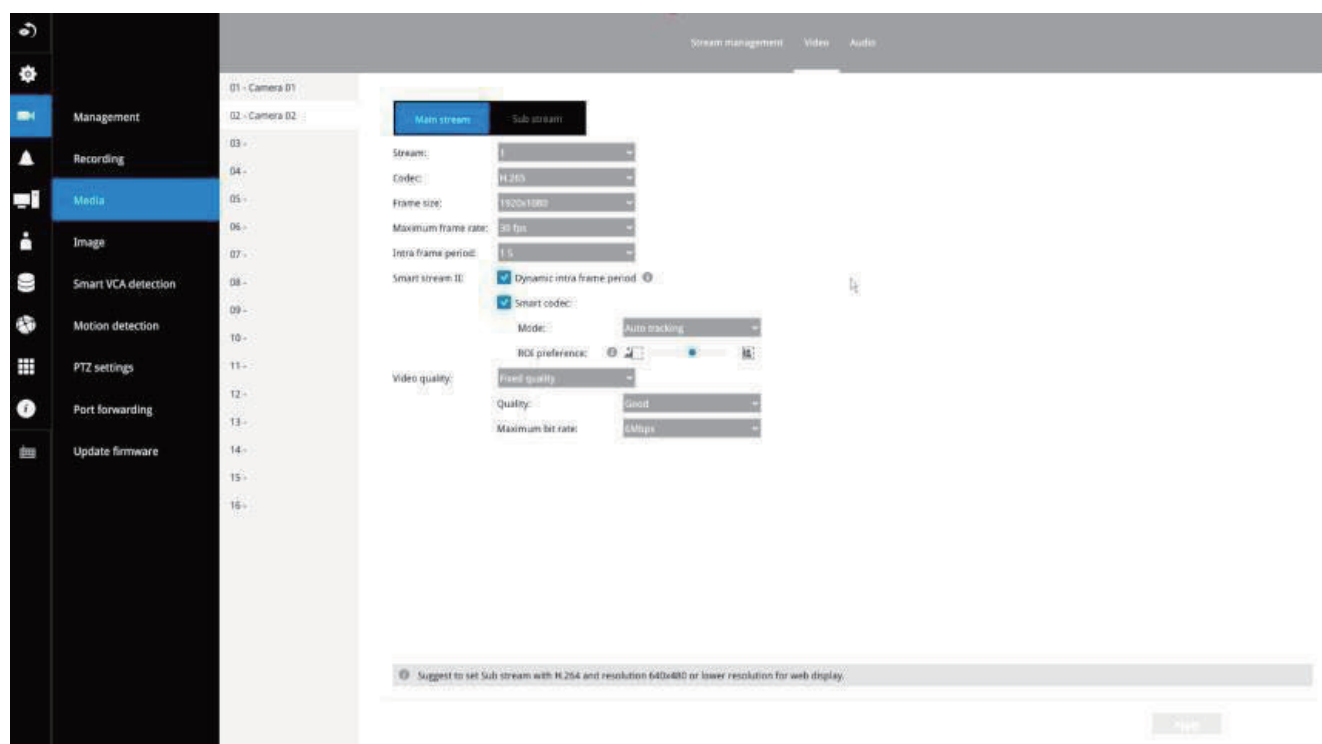 Stream management Video Audio
Management
Recording
Media
Image
Smart VCA detection
Motion detection
PTZ settings
Port forwarding
Update firmware
01 - Camera 01
02 - Camera 02
03 -
04 -
05 -
06 -
07 -
08 -
09 -
10 -
11 -
12 -
13 -
14 -
15 -
16 -
Main stream Sub stream
Stream: 1
Codec: H.265
Frame size: 1920x1080
Maximum frame rate: 30 fps
Intra frame period: 1 S
Smart stream II: Dynamic intra frame period
Smart codec:
Mode: Auto tracking
ROI preference:
Video quality: Fixed quality
Quality: Good
Maximum bit rate: 6Mbps
Suggest to set Sub stream with H.264 and resolution 640x480 or lower resolution for web display.